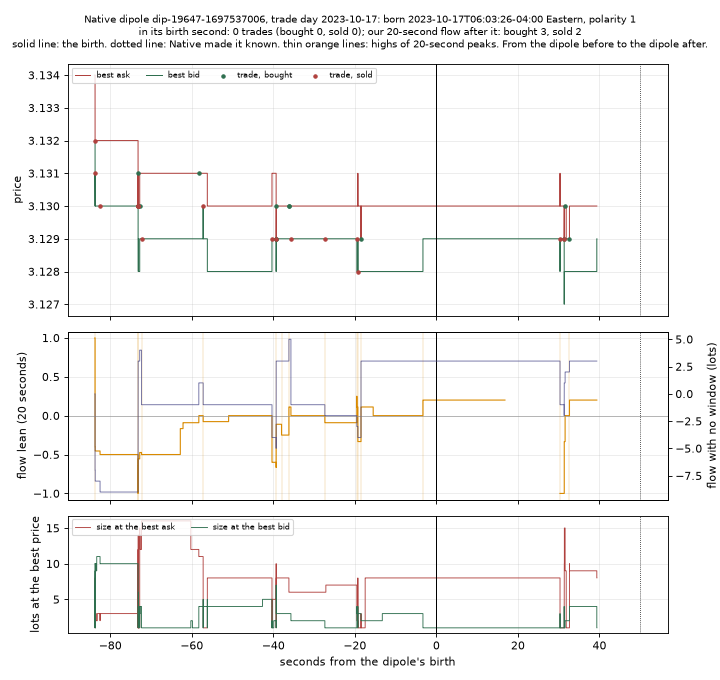 Native dipole dip-19647-1697537006, trade day 2023-10-17: born 2023-10-17T06:03:26-04:00 Eastern, polarity 1
in its birth second: 0 trades (bought 0, sold 0); our 20-second flow after it: bought 3, sold 2
solid line: the birth. dotted line: Native made it known. thin orange lines: highs of 20-second peaks. From the dipole before to the dipole after.
best ask
best bid
trade, bought
trade, sold
3.134
3.133
3.132
3.131
3.130
3.129
3.128
3.127
price
1.0
0.5
0.0
−0.5
−1.0
flow lean (20 seconds)
5.0
2.5
0.0
−2.5
−5.0
−7.5
flow with no window (lots)
size at the best ask
size at the best bid
15
10
5
lots at the best price
−80
−60
−40
−20
0
20
40
seconds from the dipole's birth